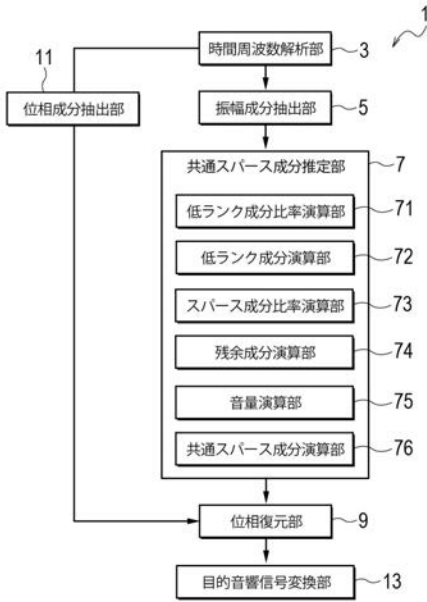 1
時間周波数解析部 3
11
位相成分抽出部
振幅成分抽出部 5
共通スパース成分推定部 7
低ランク成分比率演算部 71
低ランク成分演算部 72
スパース成分比率演算部 73
残余成分演算部 74
音量演算部 75
共通スパース成分演算部 76
位相復元部 9
目的音響信号変換部 13